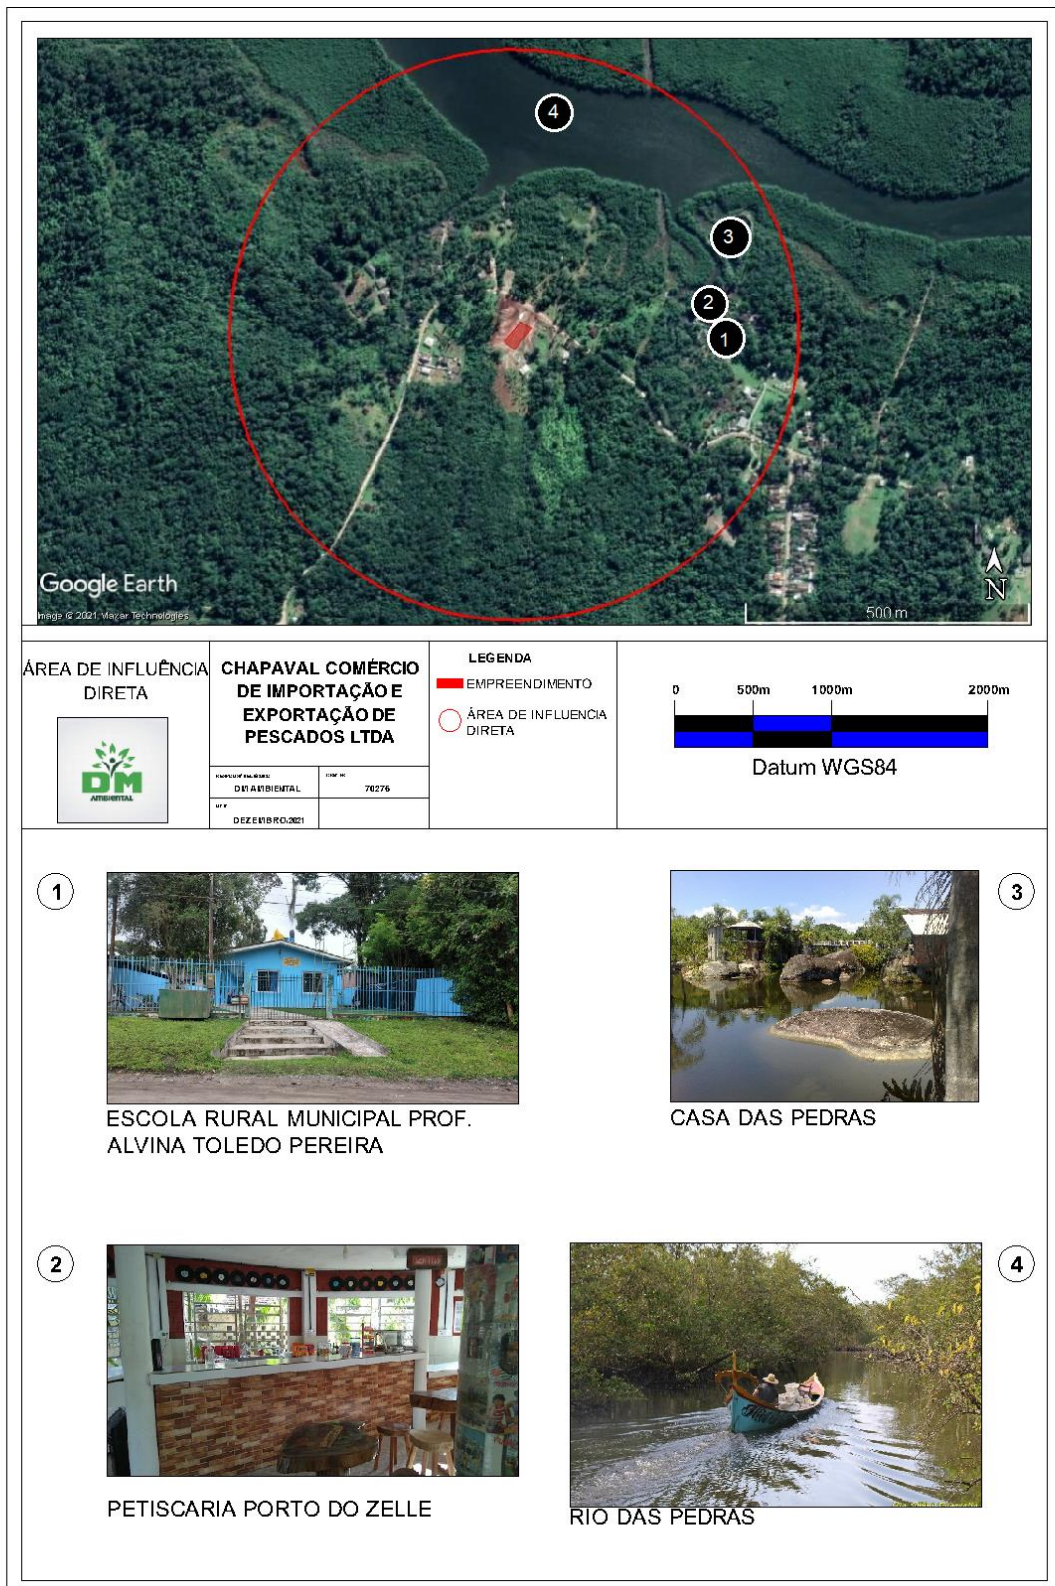 4
3
2
1
Google Earth
Image © 2021 Maxar Technologies
N
500 m
ÁREA DE INFLUÊNCIA
DIRETA
DM
AMBIENTAL
CHAPAVAL COMÉRCIO
DE IMPORTAÇÃO E
EXPORTAÇÃO DE
PESCADOS LTDA
DM AMBIENTAL
70276
DEZEMBRO-2021
LEGENDA
EMPREENDIMENTO
ÁREA DE INFLUENCIA
DIRETA
0 500m 1000m 2000m
Datum WGS84
1
ESCOLA RURAL MUNICIPAL PROF.
ALVINA TOLEDO PEREIRA
3
CASA DAS PEDRAS
2
PETISCARIA PORTO DO ZELLE
4
RIO DAS PEDRAS